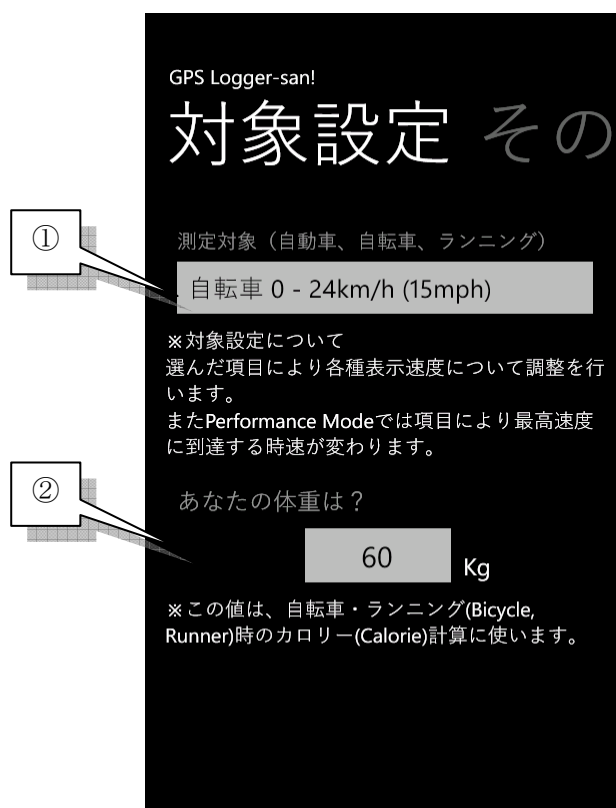 GPS Logger-san!
対象設定 その
①
測定対象（自動車、自転車、ランニング）
自転車 0 - 24km/h (15mph)
※対象設定について
選んだ項目により各種表示速度について調整を行
います。
またPerformance Modeでは項目により最高速度
に到達する時速が変わります。
②
あなたの体重は？
60 Kg
※この値は、自転車・ランニング(Bicycle,
Runner)時のカロリー(Calorie)計算に使います。